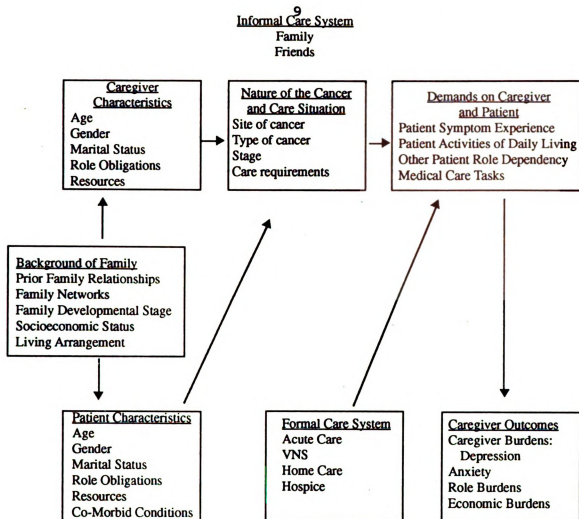 9
Informal Care System
Family
Friends
Caregiver
Characteristics
Age
Gender
Marital Status
Role Obligations
Resources
Nature of the Cancer
and Care Situation
Site of cancer
Type of cancer
Stage
Care requirements
Demands on Caregiver
and Patient
Patient Symptom Experience
Patient Activities of Daily Living
Other Patient Role Dependency
Medical Care Tasks
Background of Family
Prior Family Relationships
Family Networks
Family Developmental Stage
Socioeconomic Status
Living Arrangement
Patient Characteristics
Age
Gender
Marital Status
Role Obligations
Resources
Co-Morbid Conditions
Formal Care System
Acute Care
VNS
Home Care
Hospice
Caregiver Outcomes
Caregiver Burdens:
Depression
Anxiety
Role Burdens
Economic Burdens